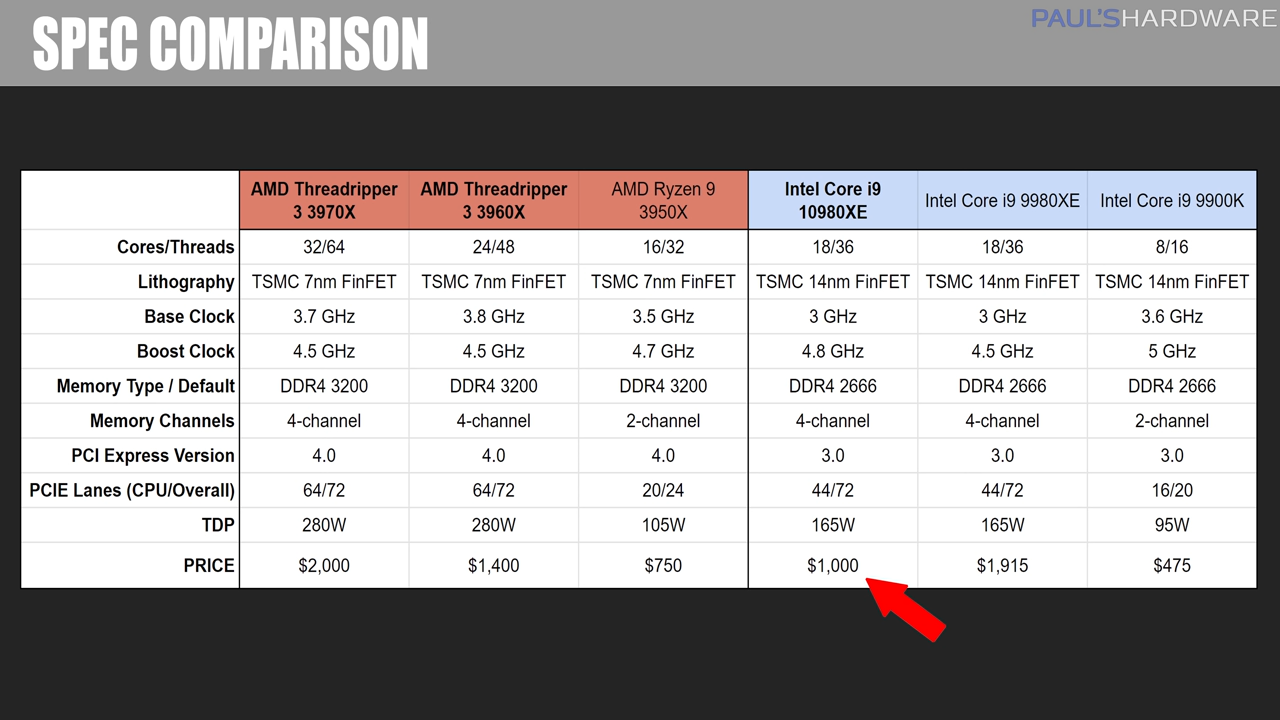 SPEC COMPARISON
PAUL'SHARDWARE
AMD Threadripper 3 3970X AMD Threadripper 3 3960X AMD Ryzen 9 3950X Intel Core i9 10980XE Intel Core i9 9980XE Intel Core i9 9900K
Cores/Threads 32/64 24/48 16/32 18/36 18/36 8/16
Lithography TSMC 7nm FinFET TSMC 7nm FinFET TSMC 7nm FinFET TSMC 14nm FinFET TSMC 14nm FinFET TSMC 14nm FinFET
Base Clock 3.7 GHz 3.8 GHz 3.5 GHz 3 GHz 3 GHz 3.6 GHz
Boost Clock 4.5 GHz 4.5 GHz 4.7 GHz 4.8 GHz 4.5 GHz 5 GHz
Memory Type / Default DDR4 3200 DDR4 3200 DDR4 3200 DDR4 2666 DDR4 2666 DDR4 2666
Memory Channels 4-channel 4-channel 2-channel 4-channel 4-channel 2-channel
PCI Express Version 4.0 4.0 4.0 3.0 3.0 3.0
PCIE Lanes (CPU/Overall) 64/72 64/72 20/24 44/72 44/72 16/20
TDP 280W 280W 105W 165W 165W 95W
PRICE $2,000 $1,400 $750 $1,000 $1,915 $475